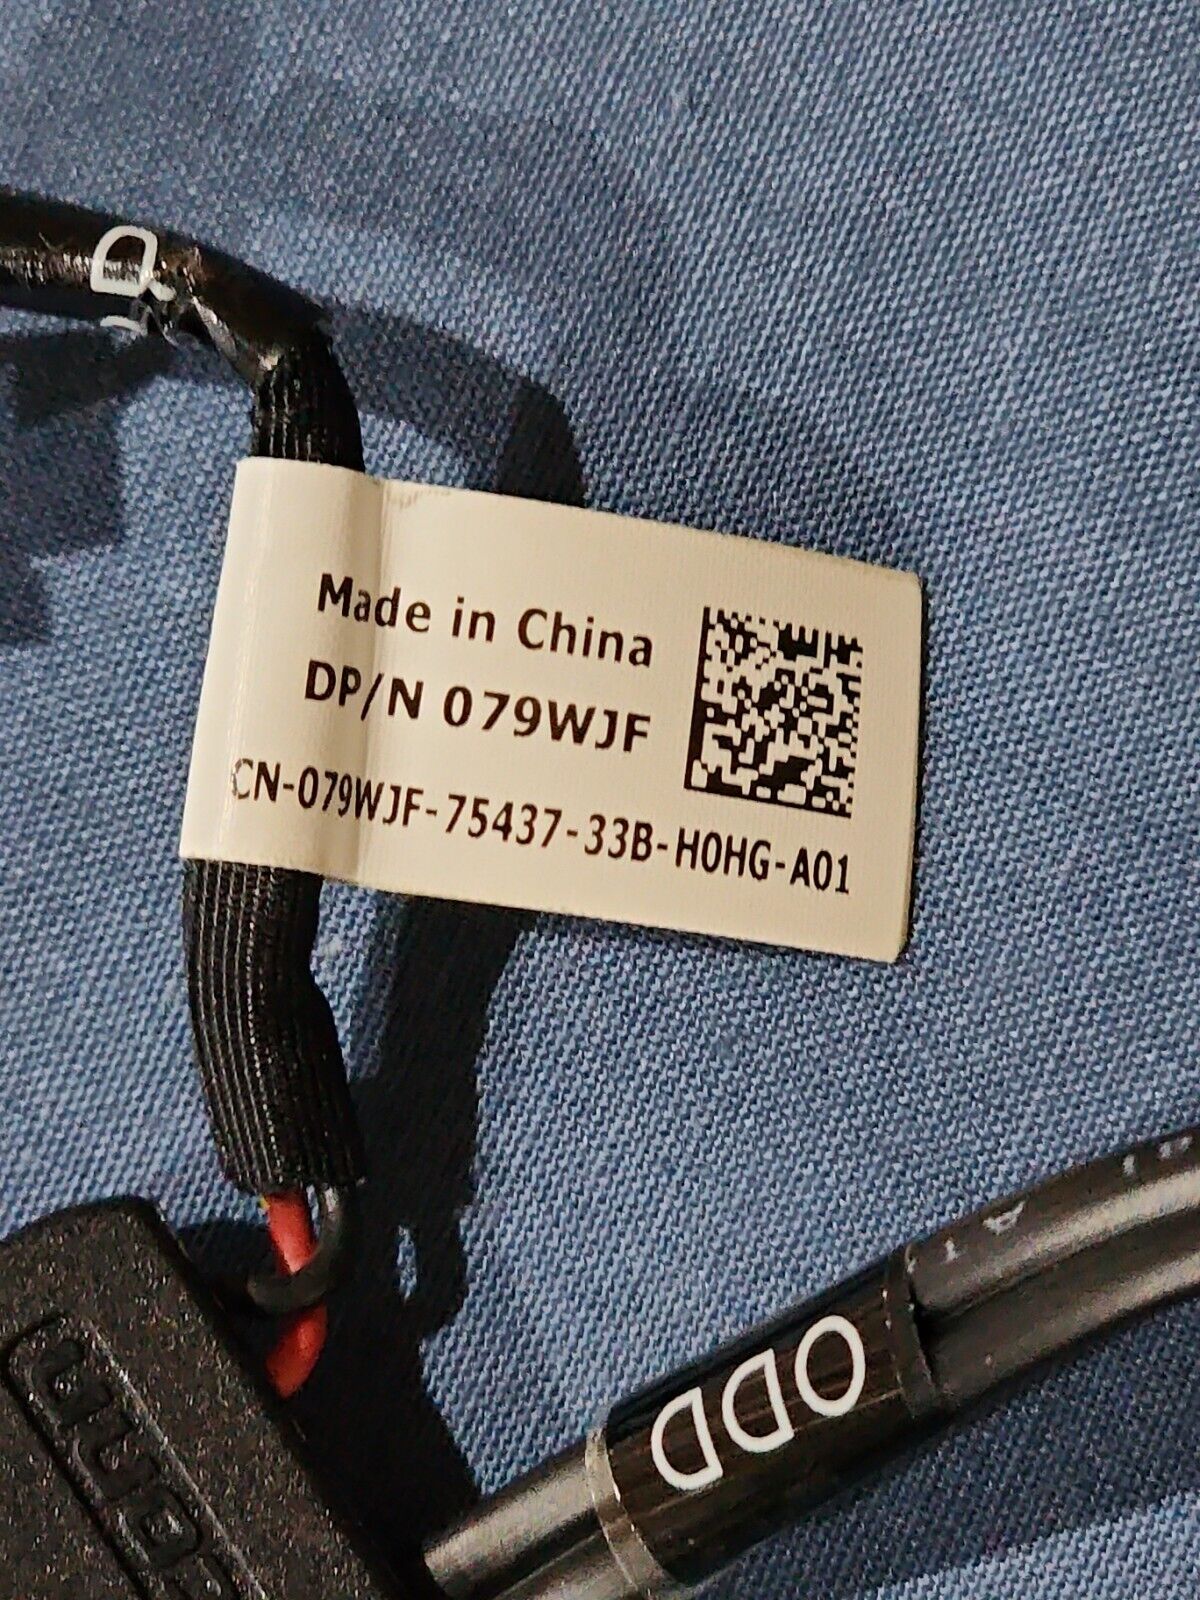 Made in China
DP/N 079WJF
CN-079WJF-75437-33B-H0HG-A01
ODD